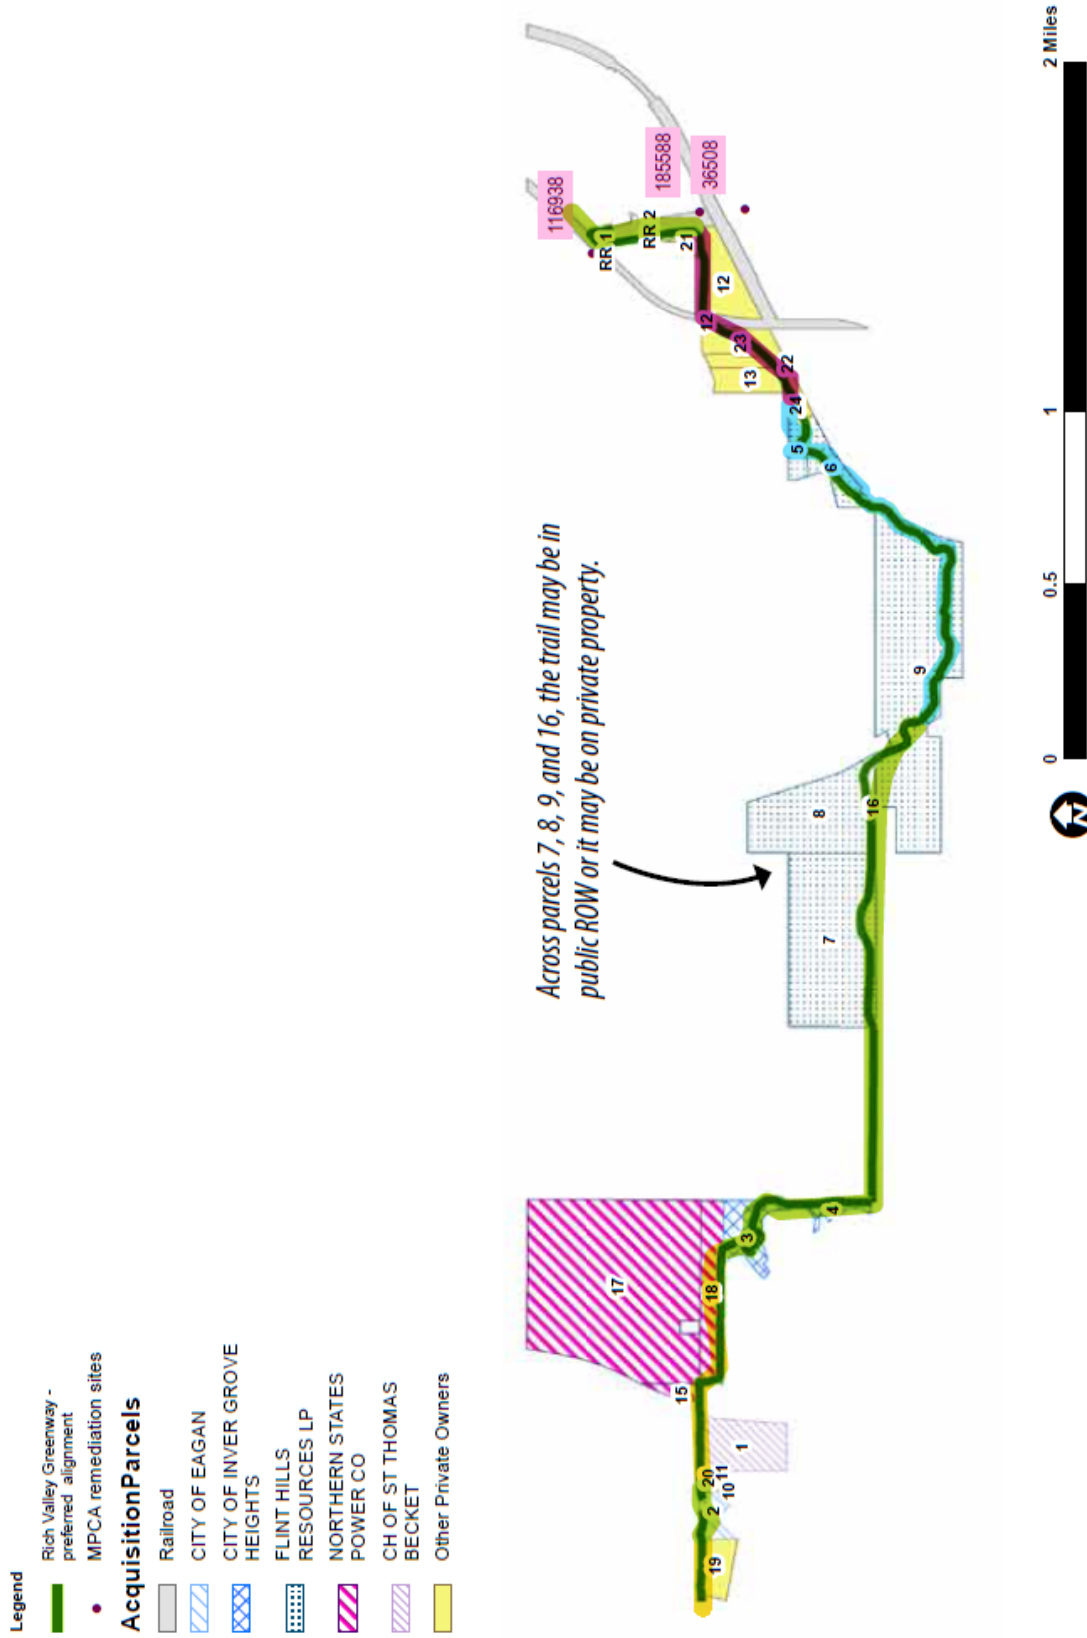 Legend
Rich Valley Greenway -
preferred alignment
MPCA remediation sites
AcquisitionParcels
Railroad
CITY OF EAGAN
CITY OF INVER GROVE
HEIGHTS
FLINT HILLS
RESOURCES LP
NORTHERN STATES
POWER CO
CH OF ST THOMAS
BECKET
Other Private Owners
Across parcels 7, 8, 9, and 16, the trail may be in
public ROW or it may be on private property.
19
2
10
11
20
1
15
17
18
3
4
7
8
16
9
6
5
24
22
13
23
12
12
21
RR 2
RR 1
116938
185588
36508
N
0
0.5
1
2 Miles